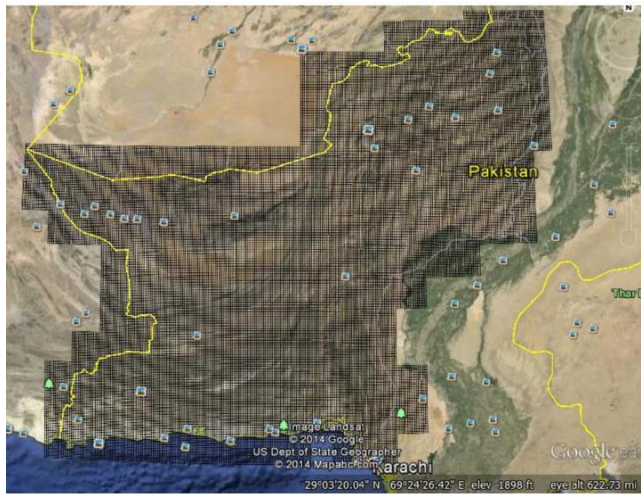 N
Pakistan
Thar
Image Landsat
© 2014 Google
US Dept of State Geographer
© 2014 Mapabc.com
Karachi
Google earth
29°03'20.04" N 69°24'26.42" E elev 1898 ft eye alt 622.73 mi